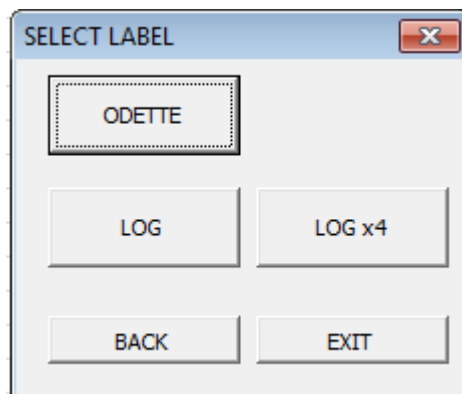 SELECT LABEL
ODETTE
LOG
LOG x4
BACK
EXIT